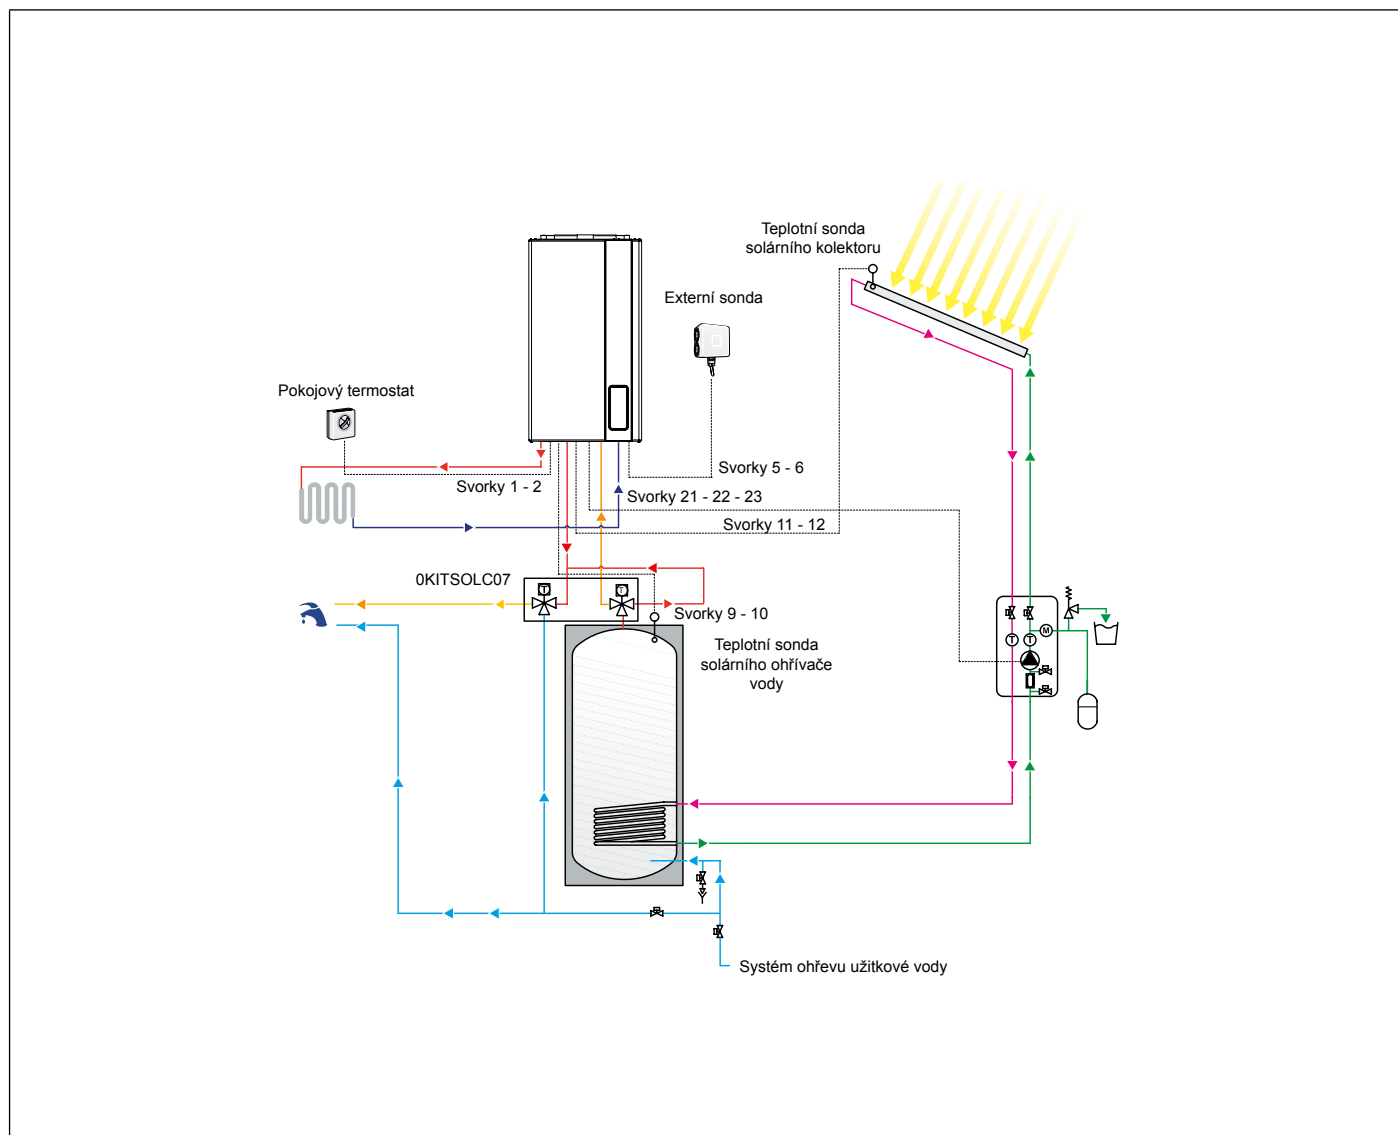 Teplotní sonda
solárního kolektoru
Externí sonda
Pokojový termostat
Svorky 5 - 6
Svorky 1 - 2
Svorky 21 - 22 - 23
Svorky 11 - 12
0KITSOLC07
T
T
Svorky 9 - 10
Teplotní sonda
solárního ohřívače
vody
M
T
T
Systém ohřevu užitkové vody